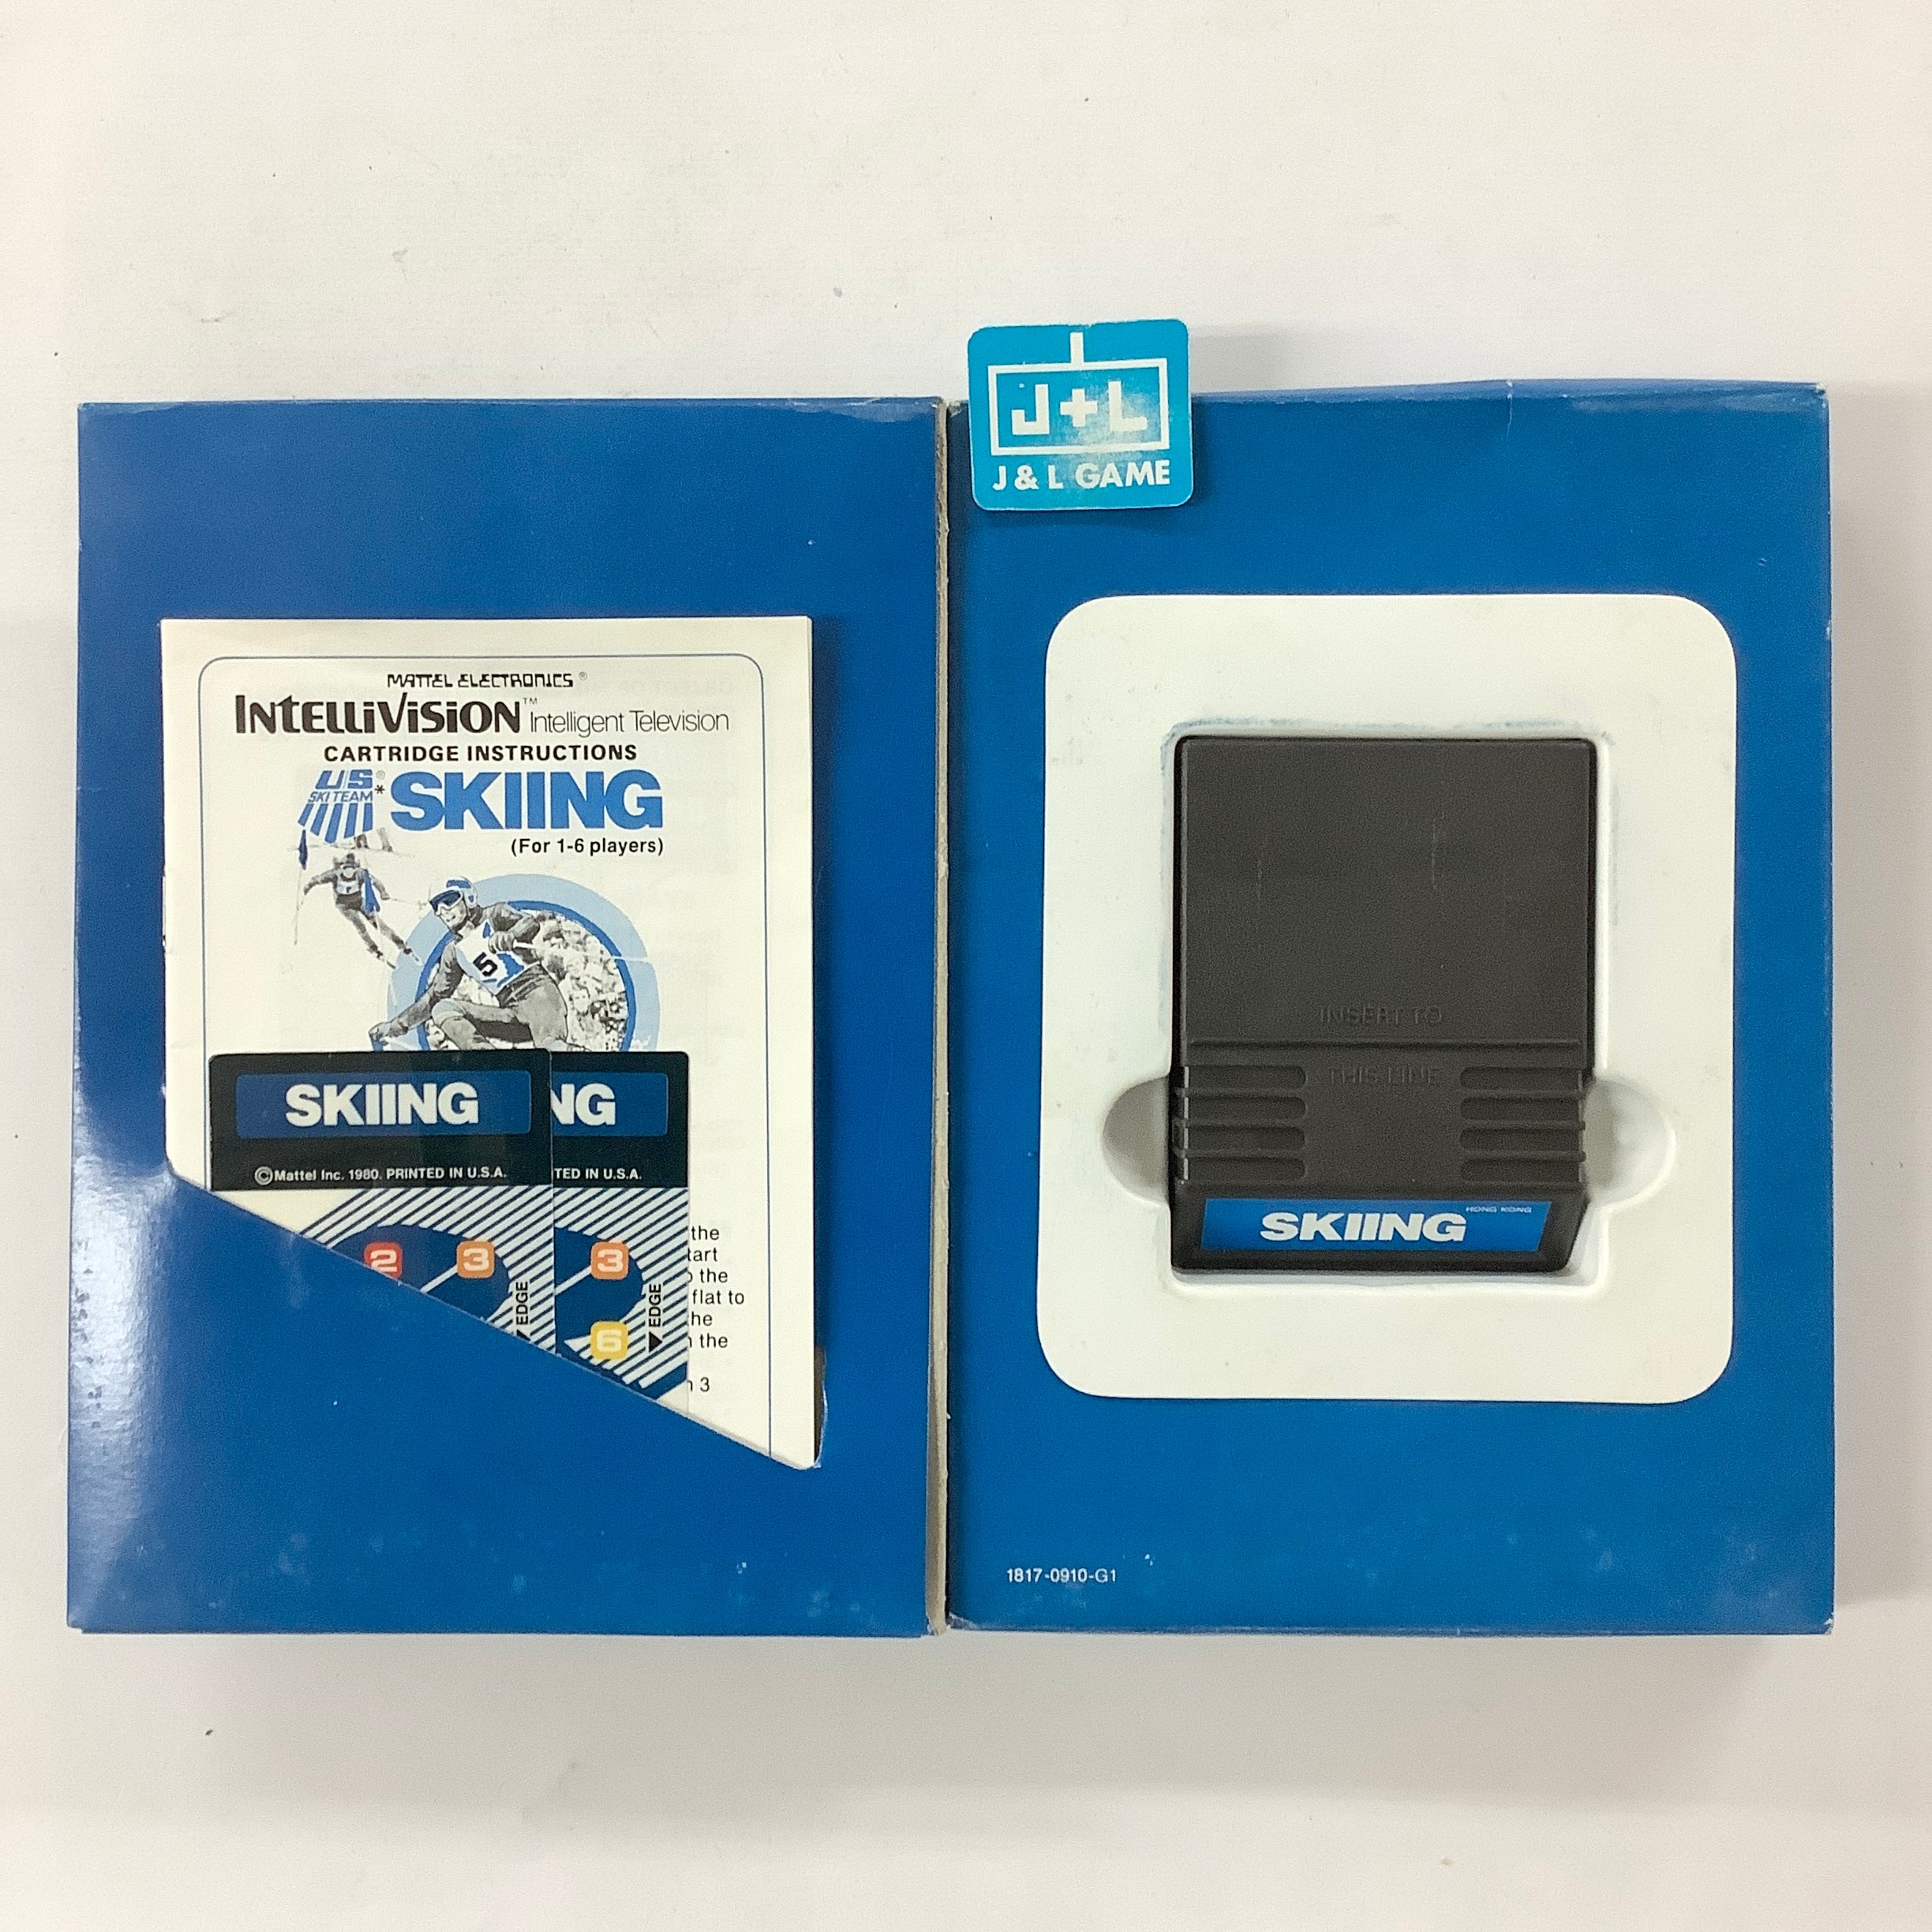 J+L
J & L GAME
MATTEL ELECTRONICS®
INTELLIVISION™ Intelligent Television
CARTRIDGE INSTRUCTIONS
US®
SKI TEAM* SKIING
(For 1-6 players)
5
SKIING
NG
©Mattel Inc. 1980. PRINTED IN U.S.A.
TED IN U.S.A.
2 3
EDGE
3
6
EDGE
the
tart
the
flat to
the
3
INSERT TO
THIS LINE
SKIING HONG KONG
1817-0910-G1